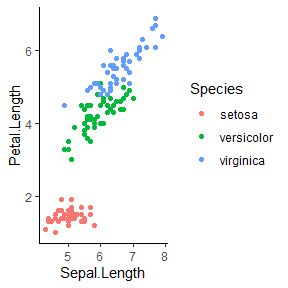 6
4
2
Petal.Length
5 6 7 8
Sepal.Length
Species
setosa
versicolor
virginica